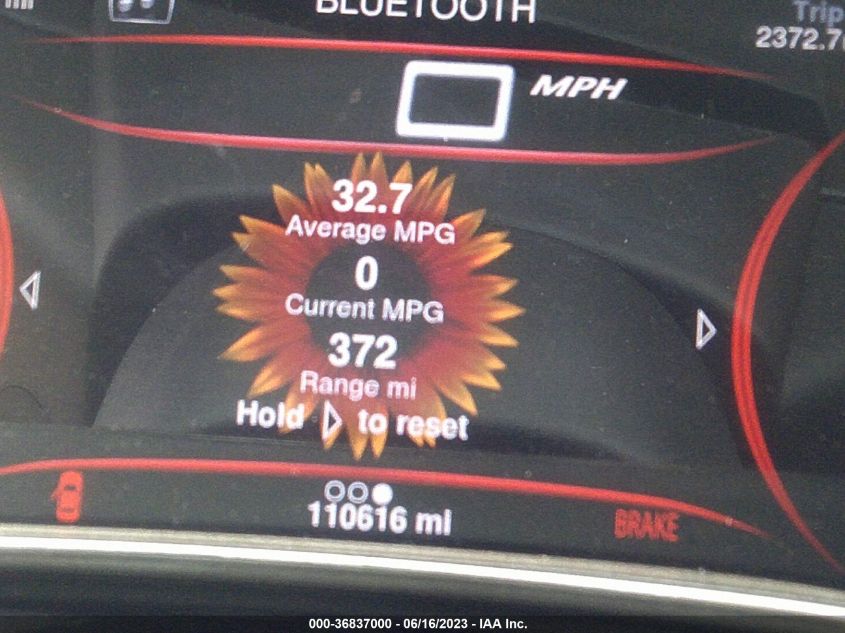 BLUETOOTH
Trip
2372.7
MPH
32.7
Average MPG
0
Current MPG
372
Range mi
Hold ▷ to reset
110616 mi
BRAKE
000-36837000 - 06/16/2023 - IAA Inc.